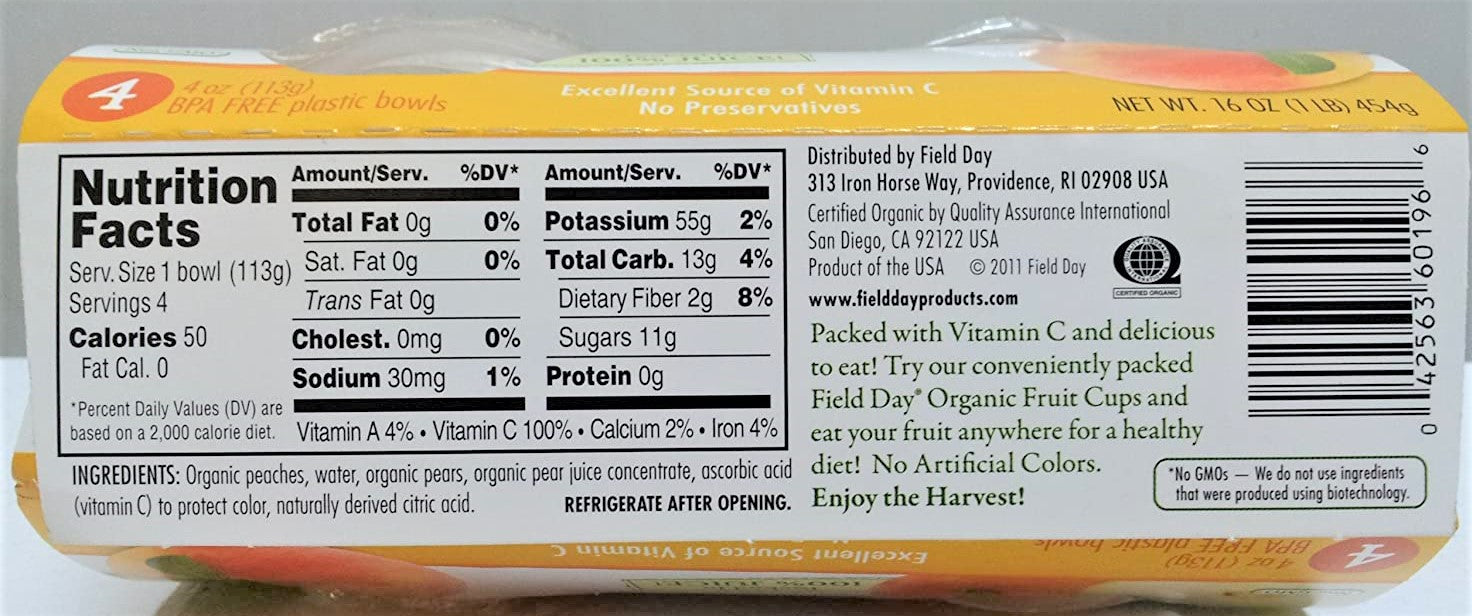 100% JUICE!
4
4 oz (113g)
BPA FREE plastic bowls
Excellent Source of Vitamin C
No Preservatives
NET WT. 16 OZ (1 LB) 454g
Nutrition
Facts
Serv. Size 1 bowl (113g)
Servings 4
Calories 50
Fat Cal. 0
*Percent Daily Values (DV) are
based on a 2,000 calorie diet.
Amount/Serv. %DV*
Total Fat 0g 0%
Sat. Fat 0g 0%
Trans Fat 0g
Cholest. 0mg 0%
Sodium 30mg 1%
Amount/Serv. %DV*
Potassium 55g 2%
Total Carb. 13g 4%
Dietary Fiber 2g 8%
Sugars 11g
Protein 0g
Vitamin A 4% • Vitamin C 100% • Calcium 2% • Iron 4%
INGREDIENTS: Organic peaches, water, organic pears, organic pear juice concentrate, ascorbic acid
(vitamin C) to protect color, naturally derived citric acid.
REFRIGERATE AFTER OPENING.
Distributed by Field Day
313 Iron Horse Way, Providence, RI 02908 USA
Certified Organic by Quality Assurance International
San Diego, CA 92122 USA
Product of the USA © 2011 Field Day
www.fielddayproducts.com
QUALITY ASSURANCE INTERNATIONAL
CERTIFIED ORGANIC
Packed with Vitamin C and delicious
to eat! Try our conveniently packed
Field Day® Organic Fruit Cups and
eat your fruit anywhere for a healthy
diet! No Artificial Colors.
Enjoy the Harvest!
0 42563 60196 6
*No GMOs — We do not use ingredients
that were produced using biotechnology.
Excellent Source of Vitamin C
100% JUICE!
4
4 oz (113g)
BPA FREE plastic bowls